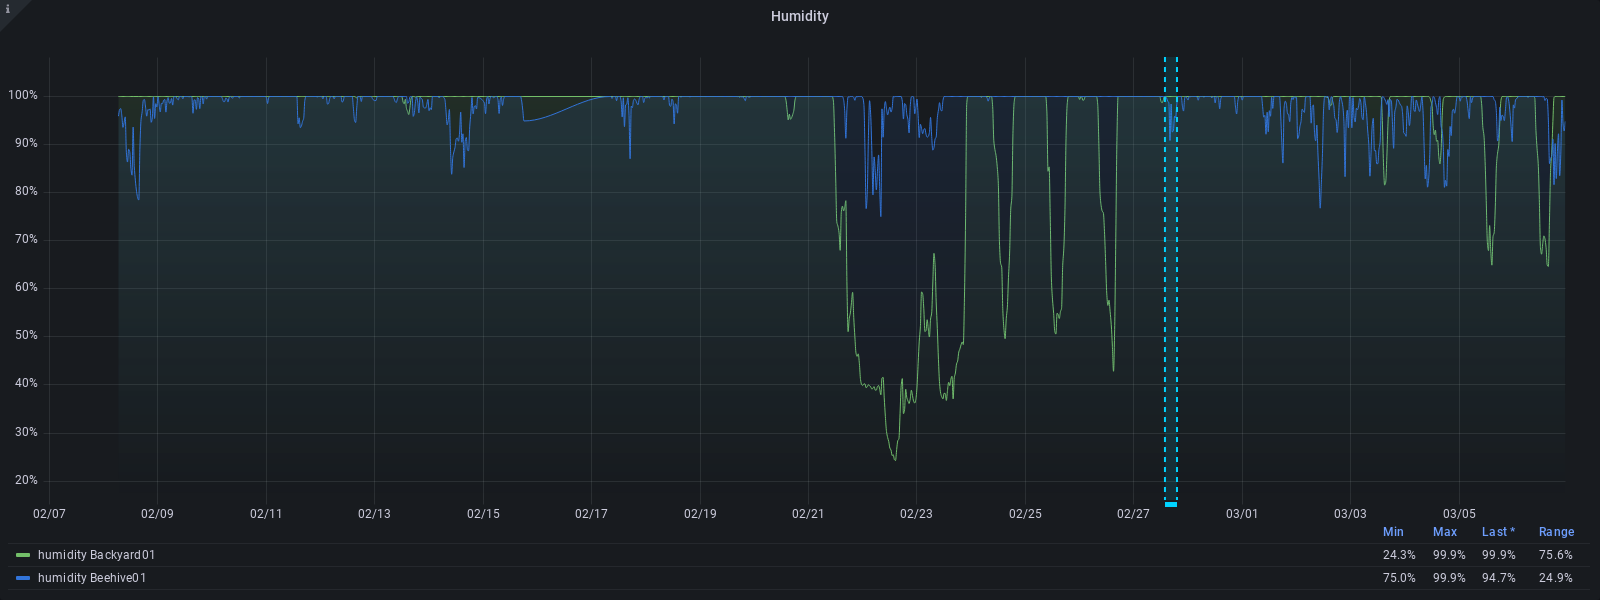 i
Humidity
100%
90%
80%
70%
60%
50%
40%
30%
20%
02/07 02/09 02/11 02/13 02/15 02/17 02/19 02/21 02/23 02/25 02/27 03/01 03/03 03/05
Min Max Last * Range
humidity Backyard01 24.3% 99.9% 99.9% 75.6%
humidity Beehive01 75.0% 99.9% 94.7% 24.9%